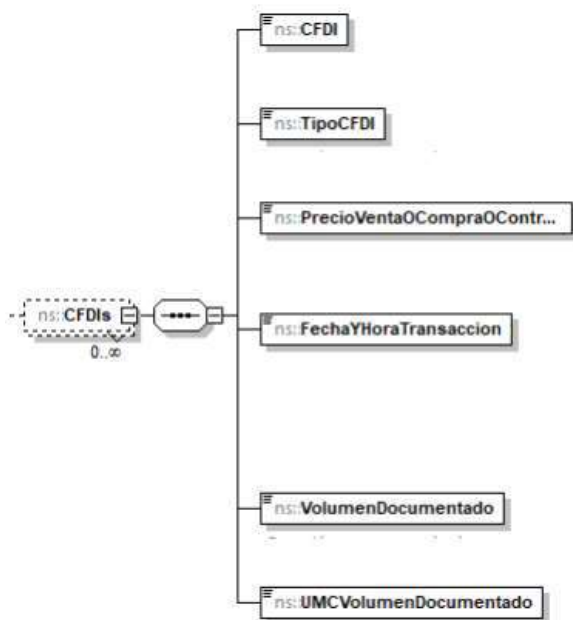 ns::CFDI
ns::TipoCFDI
ns::PrecioVentaOCompraOContr...
ns::CFDIs
0..∞
ns::FechaYHoraTransaccion
ns::VolumenDocumentado
ns::UMCVolumenDocumentado